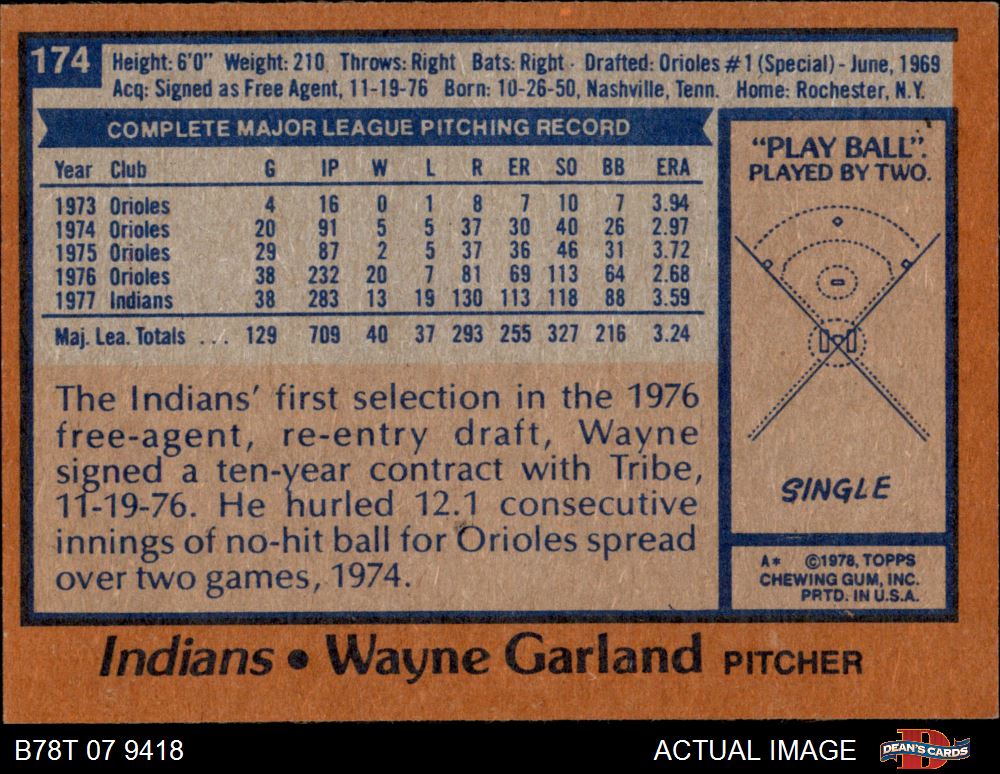 174
Height: 6'0" Weight: 210 Throws: Right Bats: Right · Drafted: Orioles #1 (Special) - June, 1969
Acq: Signed as Free Agent, 11-19-76 Born: 10-26-50, Nashville, Tenn. Home: Rochester, N.Y.
COMPLETE MAJOR LEAGUE PITCHING RECORD
Year Club G IP W L R ER SO BB ERA
1973 Orioles 4 16 0 1 8 7 10 7 3.94
1974 Orioles 20 91 5 5 37 30 40 26 2.97
1975 Orioles 29 87 2 5 37 36 46 31 3.72
1976 Orioles 38 232 20 7 81 69 113 64 2.68
1977 Indians 38 283 13 19 130 113 118 88 3.59
Maj. Lea. Totals ... 129 709 40 37 293 255 327 216 3.24
The Indians' first selection in the 1976
free-agent, re-entry draft, Wayne
signed a ten-year contract with Tribe,
11-19-76. He hurled 12.1 consecutive
innings of no-hit ball for Orioles spread
over two games, 1974.
"PLAY BALL".
PLAYED BY TWO.
SINGLE
A* ©1978, TOPPS
CHEWING GUM, INC.
PRTD. IN U.S.A.
Indians • Wayne Garland PITCHER
B78T 07 9418 ACTUAL IMAGE
DEAN'S CARDS